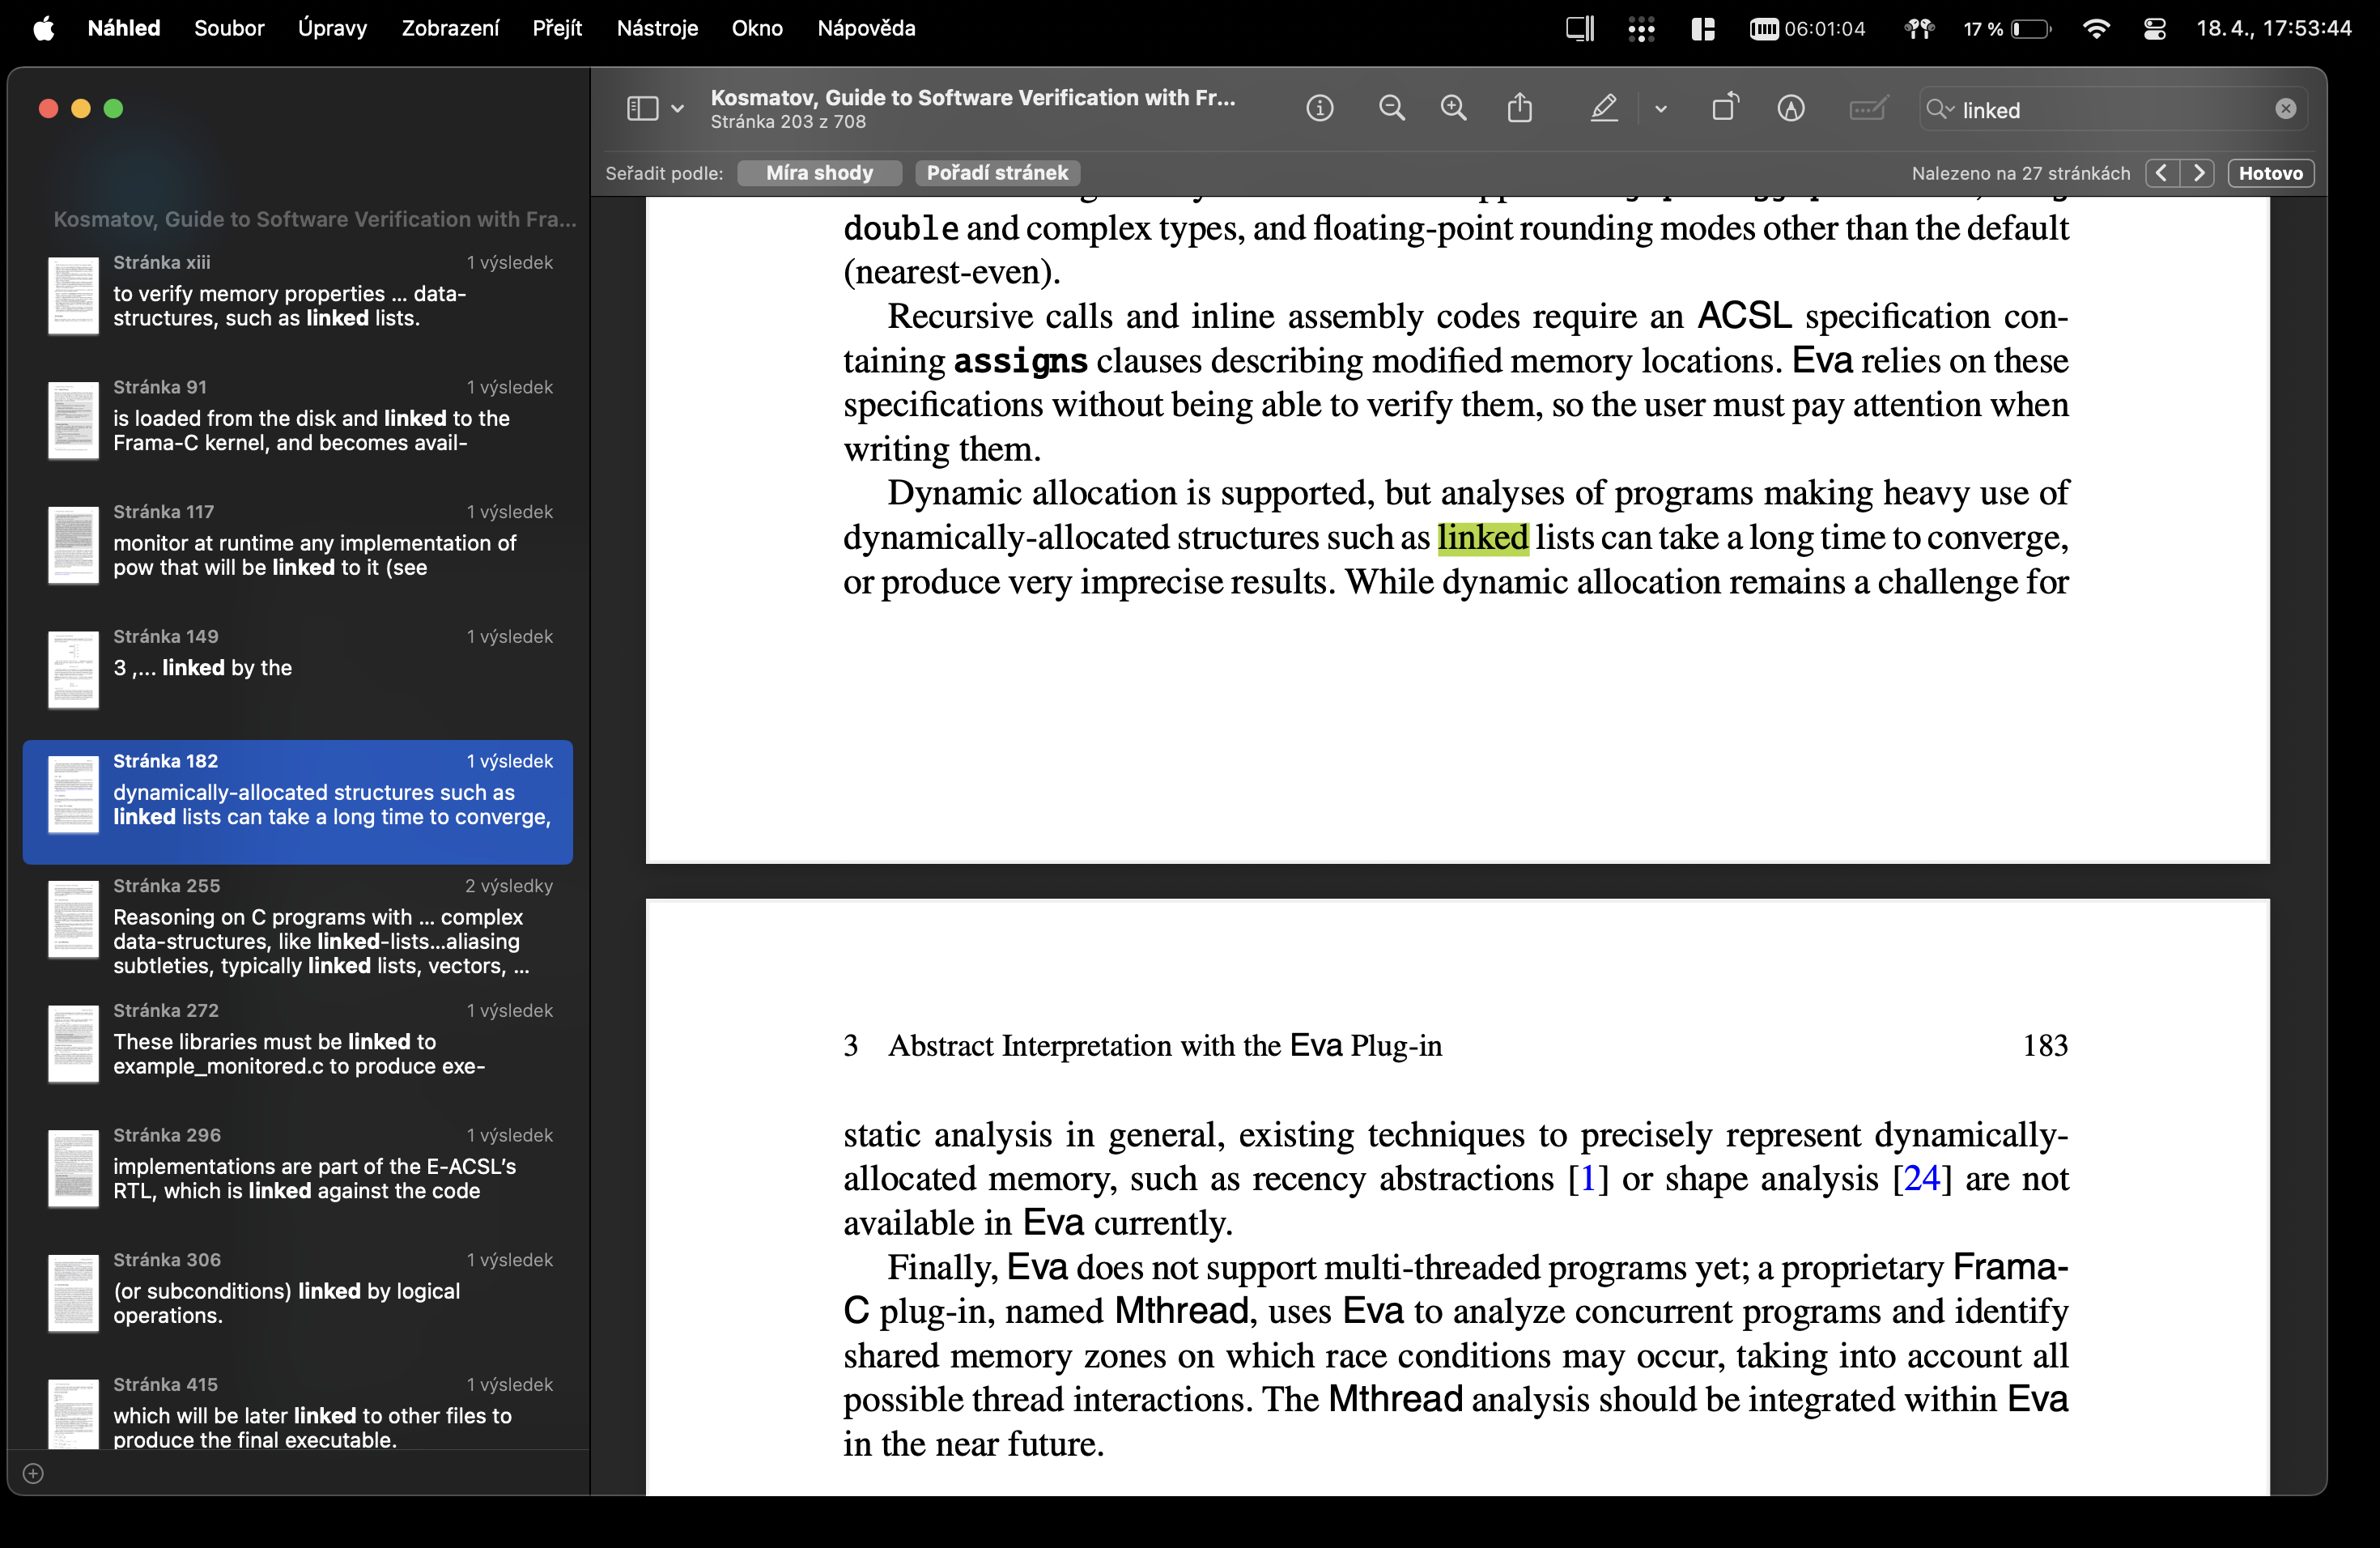 Náhled Soubor Úpravy Zobrazení Přejít Nástroje Okno Nápověda 06:01:04 17 % 18. 4., 17:53:44
Kosmatov, Guide to Software Verification with Fra...
Stránka xiii 1 výsledek
to verify memory properties ... data-
structures, such as linked lists.
Stránka 91 1 výsledek
is loaded from the disk and linked to the
Frama-C kernel, and becomes avail-
Stránka 117 1 výsledek
monitor at runtime any implementation of
pow that will be linked to it (see
Stránka 149 1 výsledek
3 ,... linked by the
Stránka 182 1 výsledek
dynamically-allocated structures such as
linked lists can take a long time to converge,
Stránka 255 2 výsledky
Reasoning on C programs with ... complex
data-structures, like linked-lists...aliasing
subtleties, typically linked lists, vectors, ...
Stránka 272 1 výsledek
These libraries must be linked to
example_monitored.c to produce exe-
Stránka 296 1 výsledek
implementations are part of the E-ACSL's
RTL, which is linked against the code
Stránka 306 1 výsledek
(or subconditions) linked by logical
operations.
Stránka 415 1 výsledek
which will be later linked to other files to
produce the final executable.
Kosmatov, Guide to Software Verification with Fr...
Stránka 203 z 708
linked
Seřadit podle: Míra shody Pořadí stránek Nalezeno na 27 stránkách Hotovo
double and complex types, and floating-point rounding modes other than the default
(nearest-even).
Recursive calls and inline assembly codes require an ACSL specification con-
taining assigns clauses describing modified memory locations. Eva relies on these
specifications without being able to verify them, so the user must pay attention when
writing them.
Dynamic allocation is supported, but analyses of programs making heavy use of
dynamically-allocated structures such as linked lists can take a long time to converge,
or produce very imprecise results. While dynamic allocation remains a challenge for
3 Abstract Interpretation with the Eva Plug-in 183
static analysis in general, existing techniques to precisely represent dynamically-
allocated memory, such as recency abstractions [1] or shape analysis [24] are not
available in Eva currently.
Finally, Eva does not support multi-threaded programs yet; a proprietary Frama-
C plug-in, named Mthread, uses Eva to analyze concurrent programs and identify
shared memory zones on which race conditions may occur, taking into account all
possible thread interactions. The Mthread analysis should be integrated within Eva
in the near future.